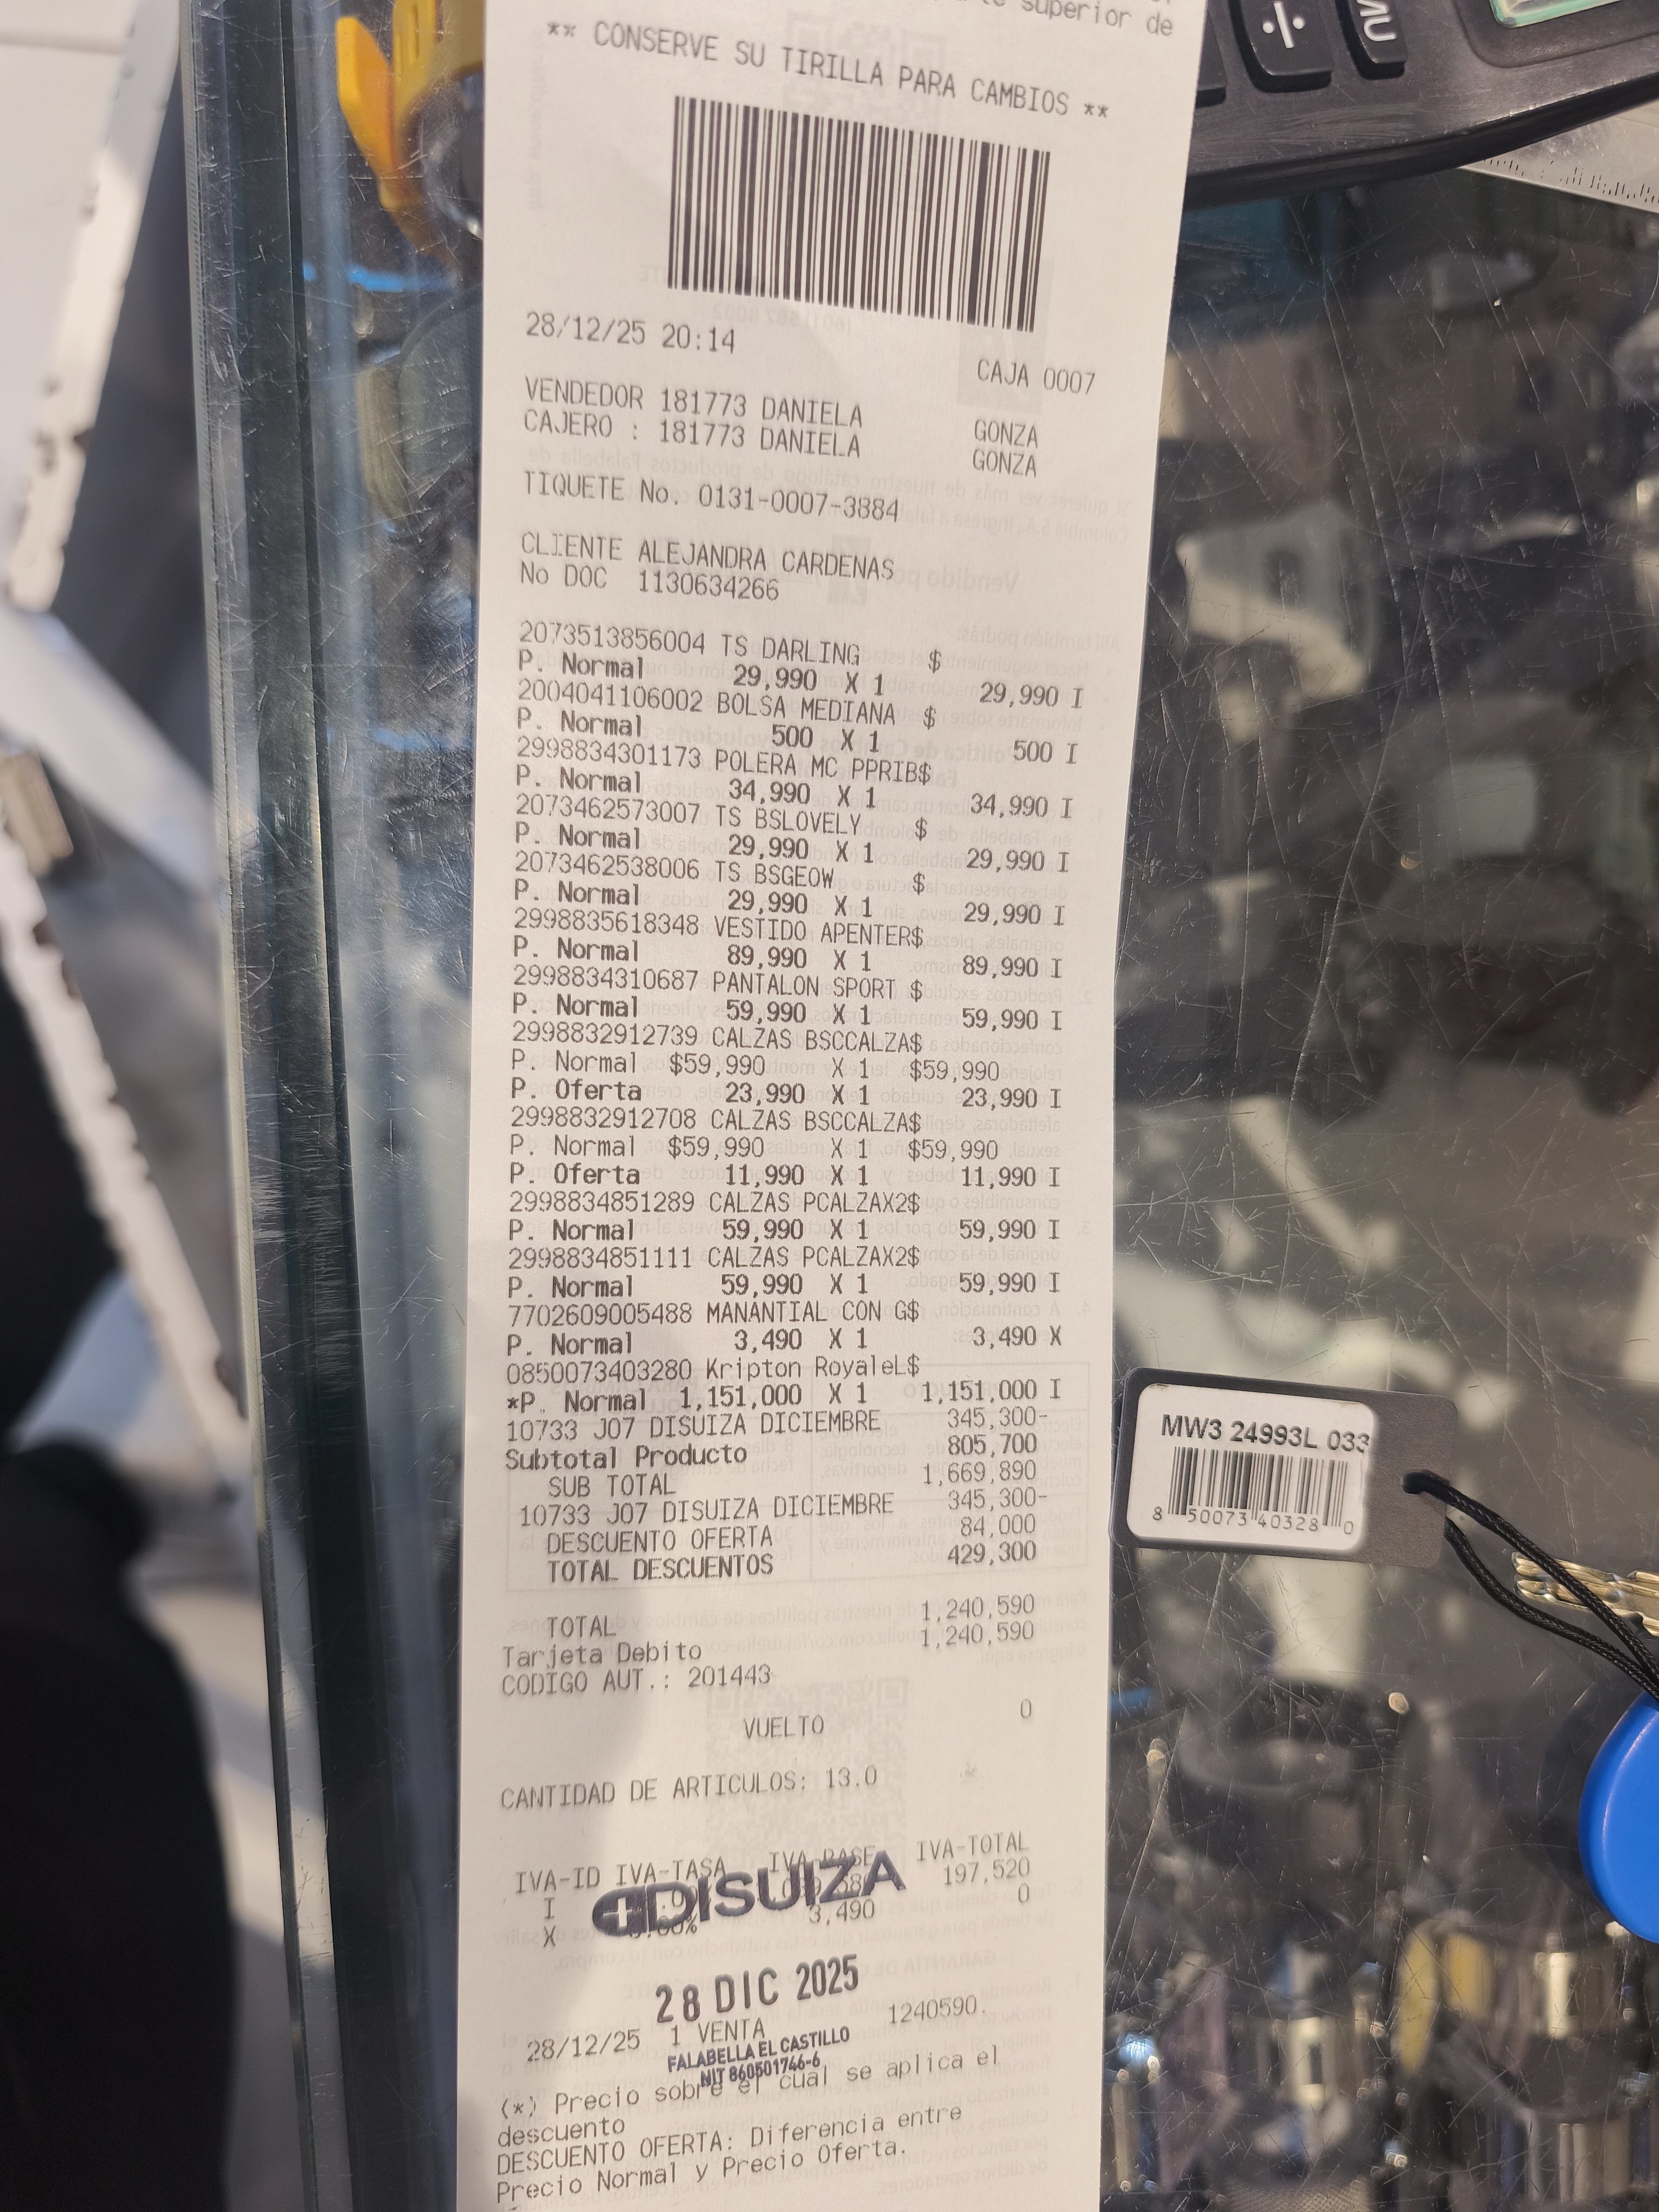 superior de
** CONSERVE SU TIRILLA PARA CAMBIOS **
28/12/25 20:14
CAJA 0007
VENDEDOR 181773 DANIELA GONZA
CAJERO : 181773 DANIELA GONZA
TIQUETE No. 0131-0007-3884
CLIENTE ALEJANDRA CARDENAS
No DOC 1130634266
2073513856004 TS DARLING $
P. Normal 29,990 X 1 29,990 I
2004041106002 BOLSA MEDIANA $
P. Normal 500 X 1 500 I
2998834301173 POLERA MC PPRIB$
P. Normal 34,990 X 1 34,990 I
2073462573007 TS BSLOVELY $
P. Normal 29,990 X 1 29,990 I
2073462538006 TS BSGEOW $
P. Normal 29,990 X 1 29,990 I
2998835618348 VESTIDO APENTER$
P. Normal 89,990 X 1 89,990 I
2998834310687 PANTALON SPORT $
P. Normal 59,990 X 1 59,990 I
2998832912739 CALZAS BSCCALZA$
P. Normal $59,990 X 1 $59,990
P. Oferta 23,990 X 1 23,990 I
2998832912708 CALZAS BSCCALZA$
P. Normal $59,990 X 1 $59,990
P. Oferta 11,990 X 1 11,990 I
2998834851289 CALZAS PCALZAX2$
P. Normal 59,990 X 1 59,990 I
2998834851111 CALZAS PCALZAX2$
P. Normal 59,990 X 1 59,990 I
7702609005488 MANANTIAL CON G$
P. Normal 3,490 X 1 3,490 X
0850073403280 Kripton RoyaleL$
*P. Normal 1,151,000 X 1 1,151,000 I
10733 J07 DISUIZA DICIEMBRE 345,300-
Subtotal Producto 805,700
SUB TOTAL 1,669,890
10733 J07 DISUIZA DICIEMBRE 345,300-
DESCUENTO OFERTA 84,000
TOTAL DESCUENTOS 429,300
TOTAL 1,240,590
Tarjeta Debito 1,240,590
CODIGO AUT.: 201443
VUELTO 0
CANTIDAD DE ARTICULOS: 13.0
IVA-ID IVA-TASA IVA-BASE IVA-TOTAL
I 197,520
X 3,490 0
DISUIZA
28 DIC 2025
28/12/25 1 VENTA 1240590.
FALABELLA EL CASTILLO
NIT 860501746-6
(*) Precio sobre el cual se aplica el
descuento
DESCUENTO OFERTA: Diferencia entre
Precio Normal y Precio Oferta.
MW3 24993L 033
8 50073 40328 0
÷
MU